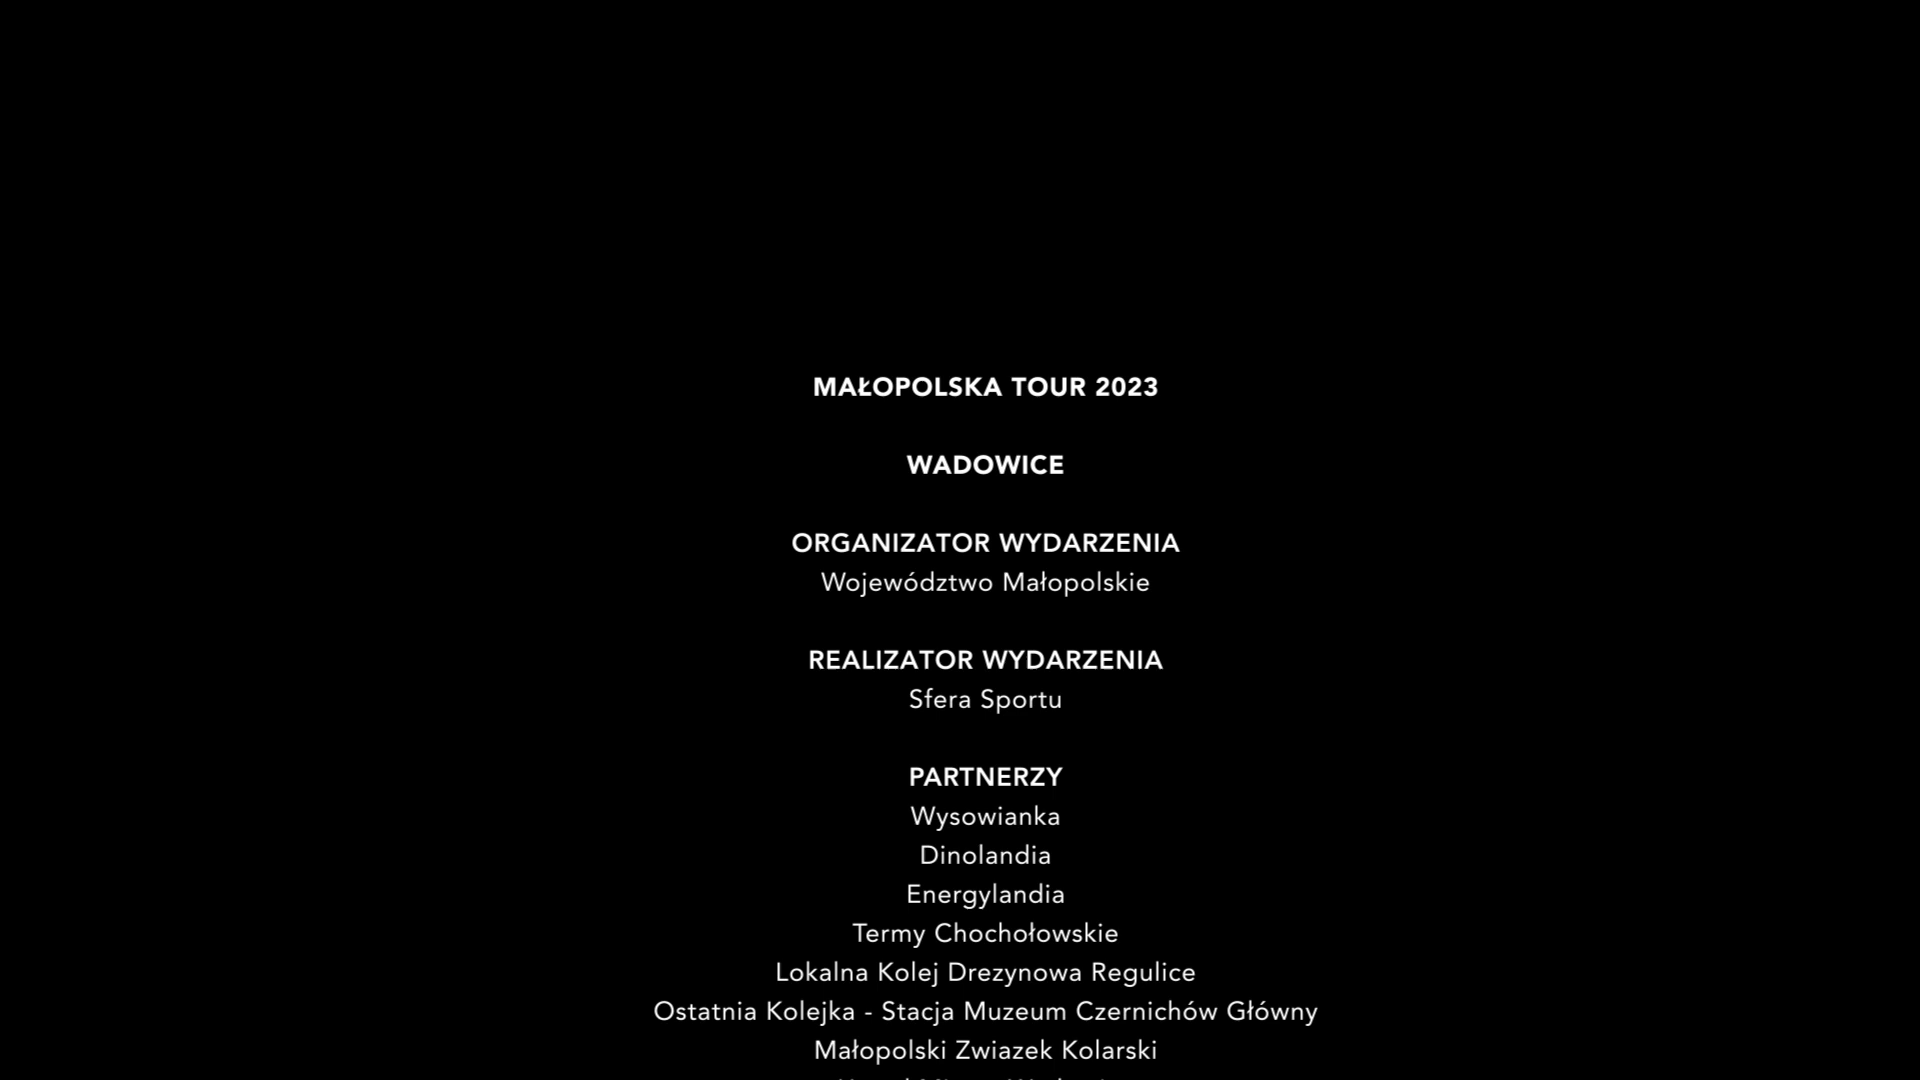 MAŁOPOLSKA TOUR 2023
WADOWICE
ORGANIZATOR WYDARZENIA
Województwo Małopolskie
REALIZATOR WYDARZENIA
Sfera Sportu
PARTNERZY
Wysowianka
Dinolandia
Energylandia
Termy Chochołowskie
Lokalna Kolej Drezynowa Regulice
Ostatnia Kolejka - Stacja Muzeum Czernichów Główny
Małopolski Zwiazek Kolarski